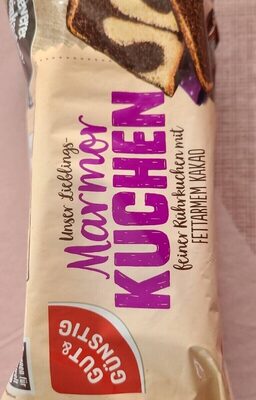 Unser Lieblings-
Marmor
KUCHEN
feiner Rührkuchen mit
FETTARMEM KAKAO
GUT&
GÜNSTIG